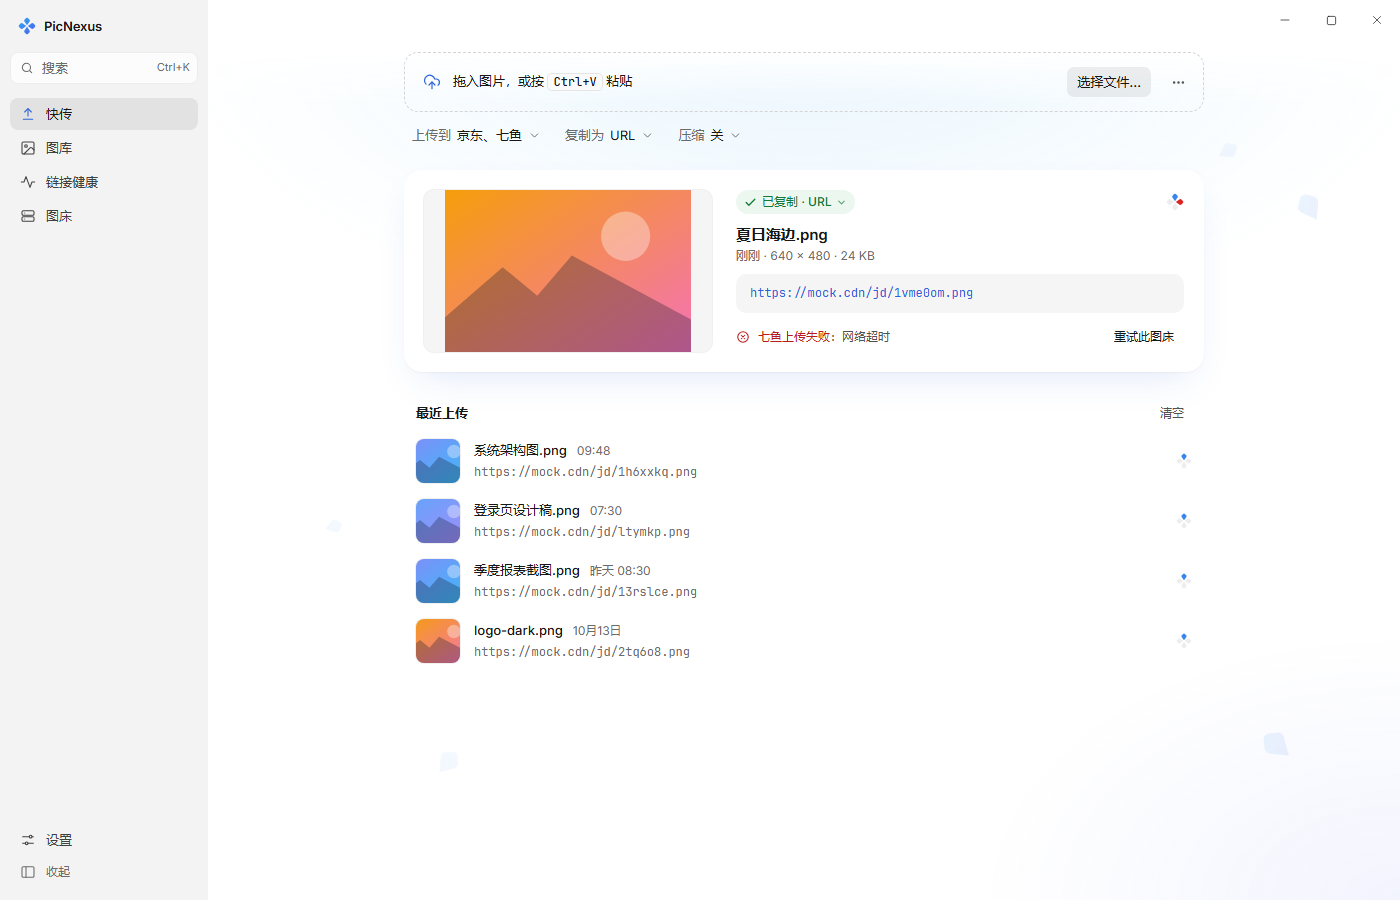 PicNexus
搜索 Ctrl+K
快传
图库
链接健康
图床
设置
收起
拖入图片，或按 Ctrl+V 粘贴
选择文件...
上传到 京东、七鱼 复制为 URL 压缩 关
已复制 · URL
夏日海边.png
刚刚 · 640 × 480 · 24 KB
https://mock.cdn/jd/1vme0om.png
七鱼上传失败：网络超时 重试此图床
最近上传 清空
系统架构图.png 09:48
https://mock.cdn/jd/1h6xxkq.png
登录页设计稿.png 07:30
https://mock.cdn/jd/ltymkp.png
季度报表截图.png 昨天 08:30
https://mock.cdn/jd/13rslce.png
logo-dark.png 10月13日
https://mock.cdn/jd/2tq6o8.png